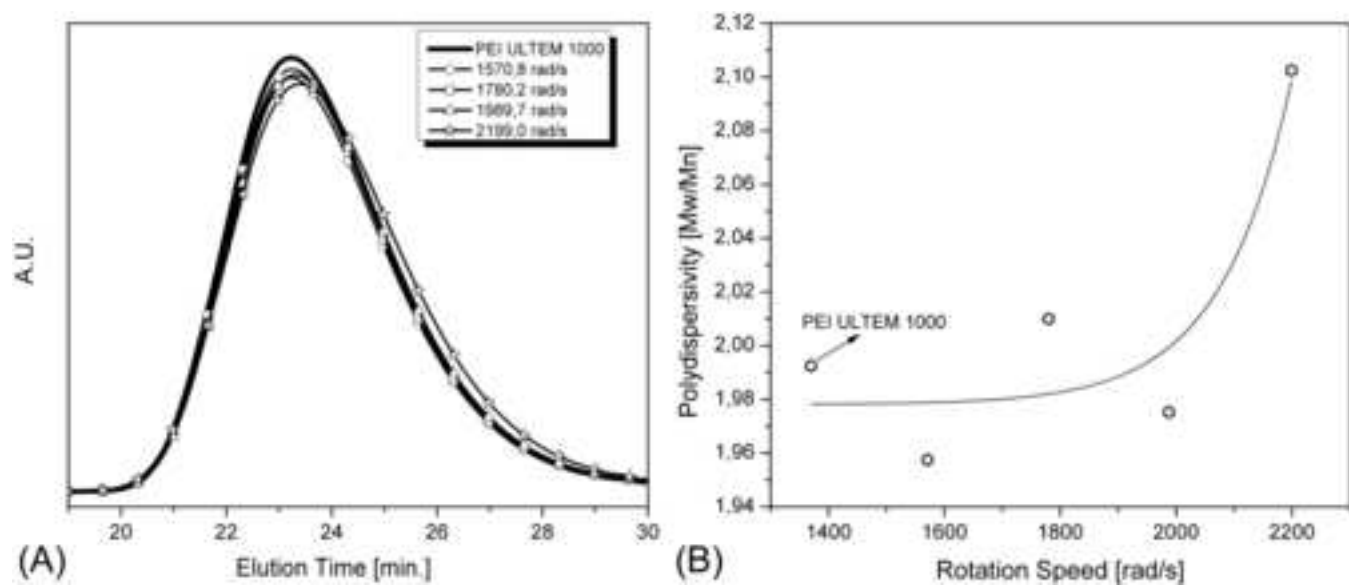 PEI ULTEM 1000
1570,8 rad/s
1780,2 rad/s
1989,7 rad/s
2199,0 rad/s
A.U.
20 22 24 26 28 30
(A)
Elution Time [min.]
2,12
2,10
2,08
2,06
2,04
2,02
2,00
1,98
1,96
1,94
Polydispersivity [Mw/Mn]
PEI ULTEM 1000
1400 1600 1800 2000 2200
(B)
Rotation Speed [rad/s]